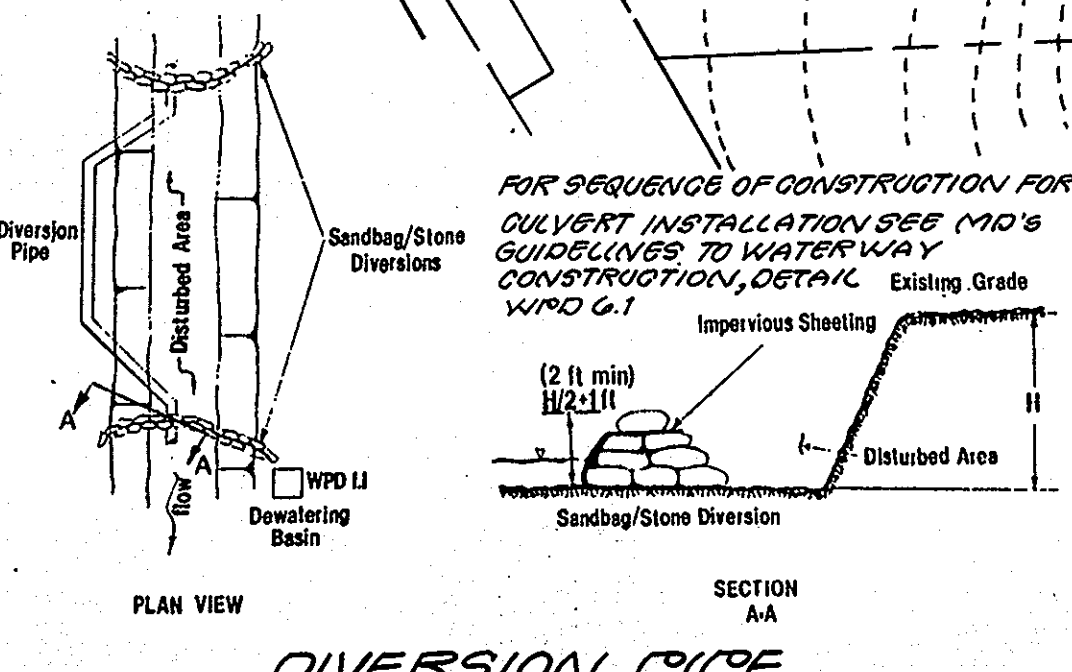 Diversion
Pipe
Disturbed Area
Sandbag/Stone
Diversions
A
A
flow
WPD 1.1
Dewatering
Basin
PLAN VIEW
FOR SEQUENCE OF CONSTRUCTION FOR
CULVERT INSTALLATION SEE MD'S
GUIDELINES TO WATERWAY
CONSTRUCTION, DETAIL
WPD 6.1
Existing Grade
Impervious Sheeting
(2 ft min)
H/2+1ft
H
Disturbed Area
Sandbag/Stone Diversion
SECTION
A-A
DIVERSION PIPE